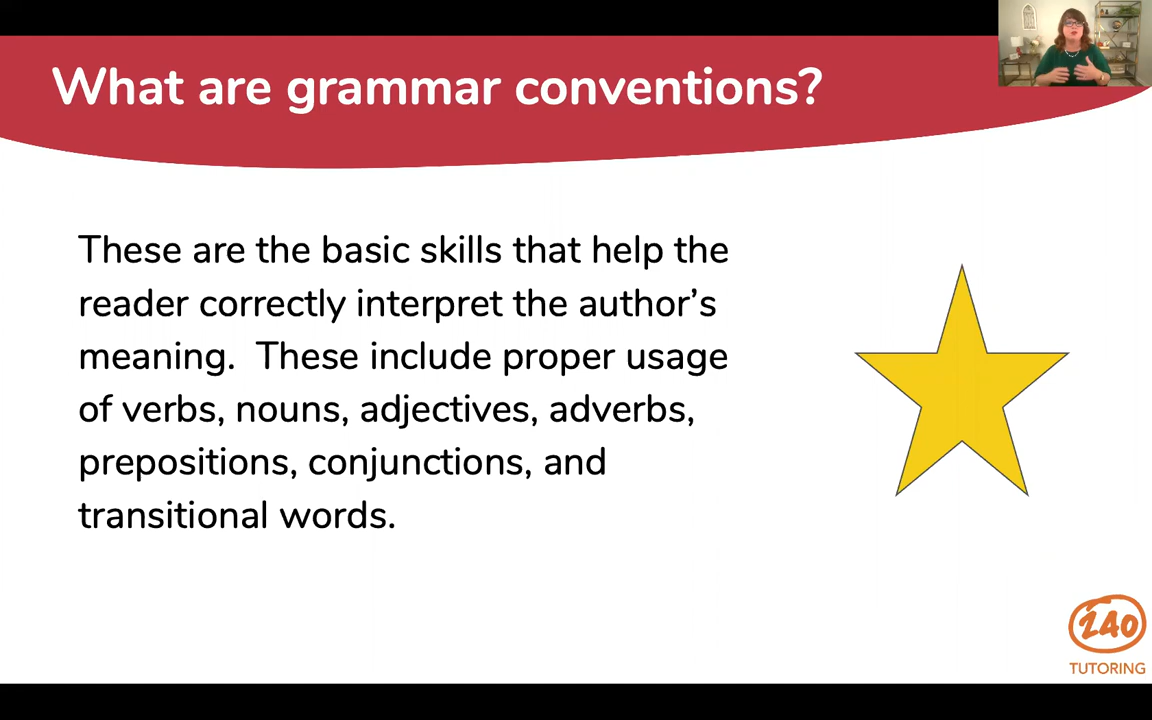 What are grammar conventions?
These are the basic skills that help the
reader correctly interpret the author’s
meaning.  These include proper usage
of verbs, nouns, adjectives, adverbs,
prepositions, conjunctions, and
transitional words.
240
TUTORING